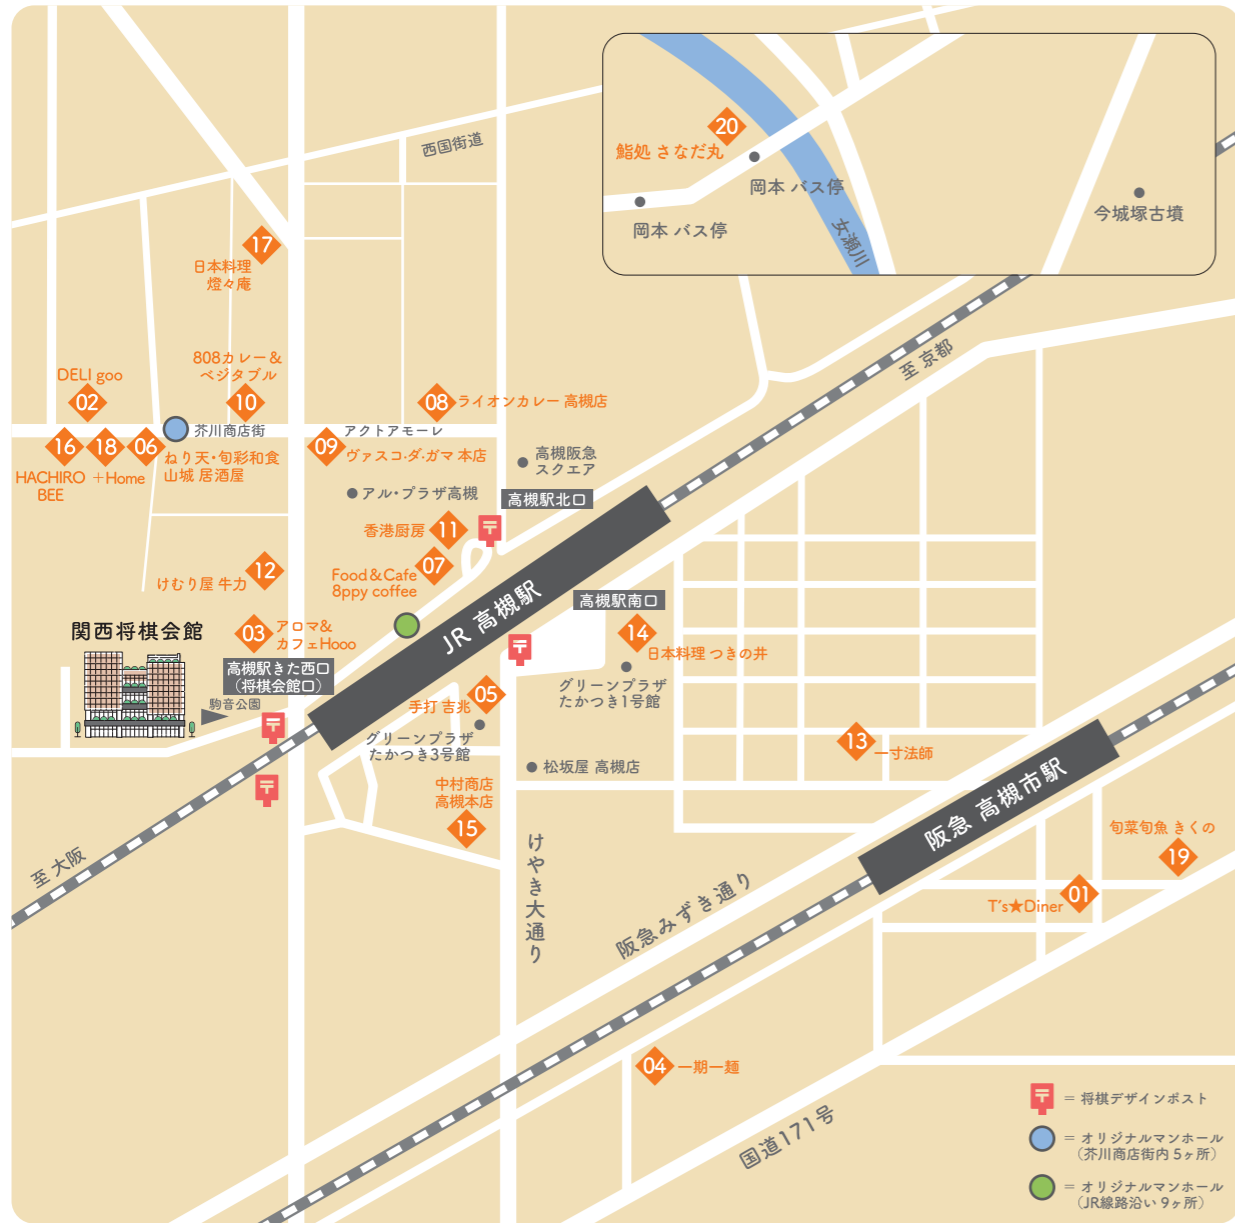 西国街道
20
鮨処 さなだ丸
岡本 バス停
岡本 バス停
女瀬川
今城塚古墳
17
日本料理
燈々庵
至 京都
808カレー&
ベジタブル
10
DELI goo
02
08
ライオンカレー 高槻店
芥川商店街
アクトアモーレ
16
18
06
09
ヴァスコ・ダ・ガマ 本店
HACHIRO
BEE
+Home
ねり天・旬彩和食
山城 居酒屋
高槻阪急
スクエア
アル・プラザ高槻
高槻駅北口
香港厨房
11
〒
Food&Cafe
8ppy coffee
07
12
けむり屋 牛力
JR 高槻駅
高槻駅南口
関西将棋会館
03
アロマ&
カフェHooo
14
日本料理 つきの井
〒
高槻駅きた西口
(将棋会館口)
駒音公園
グリーンプラザ
たかつき1号館
05
手打 吉兆
〒
グリーンプラザ
たかつき3号館
13
一寸法師
松坂屋 高槻店
〒
中村商店
高槻本店
15
阪急 高槻市駅
至 大阪
けやき大通り
旬菜旬魚 きくの
19
01
T's★Diner
阪急みずき通り
04
一期一麺
国道171号
〒 = 将棋デザインポスト
= オリジナルマンホール
(芥川商店街内 5ヶ所)
= オリジナルマンホール
(JR線路沿い 9ヶ所)